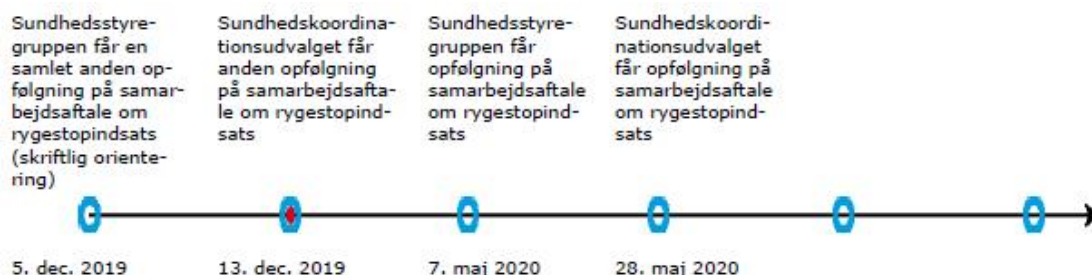 Sundhedsstyre-
gruppen får en
samlet anden op-
følgning på samar-
bejdsaftale om
rygestopindsats
(skriftlig oriente-
ring)
Sundhedskoordina-
tionsudvalget får
anden opfølgning
på samarbejdsafta-
le om rygestopind-
sats
Sundhedsstyre-
gruppen får
opfølgning på
samarbejdsaftale
om rygestopind-
sats
Sundhedskoordi-
nationsudvalget
får opfølgning på
samarbejdsaftale
om rygestopind-
sats
5. dec. 2019
13. dec. 2019
7. maj 2020
28. maj 2020